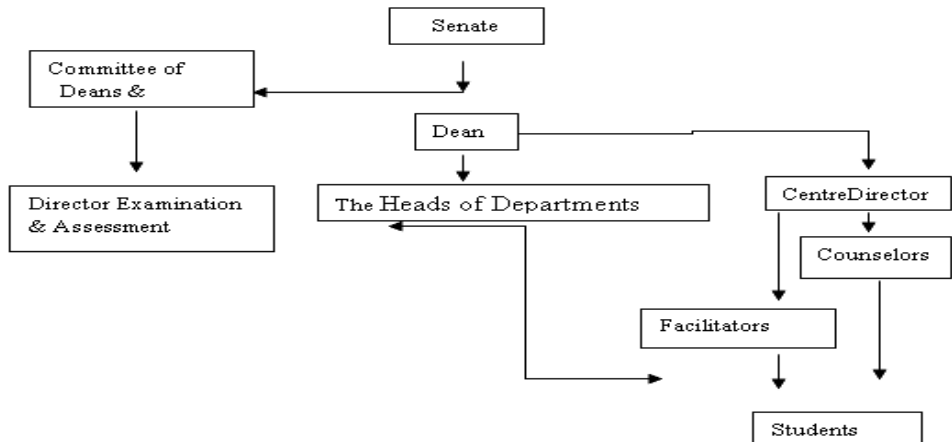 Senate
Committee of
Deans &
Dean
Director Examination
& Assessment
The Heads of Departments
CentreDirector
Counselors
Facilitators
Students